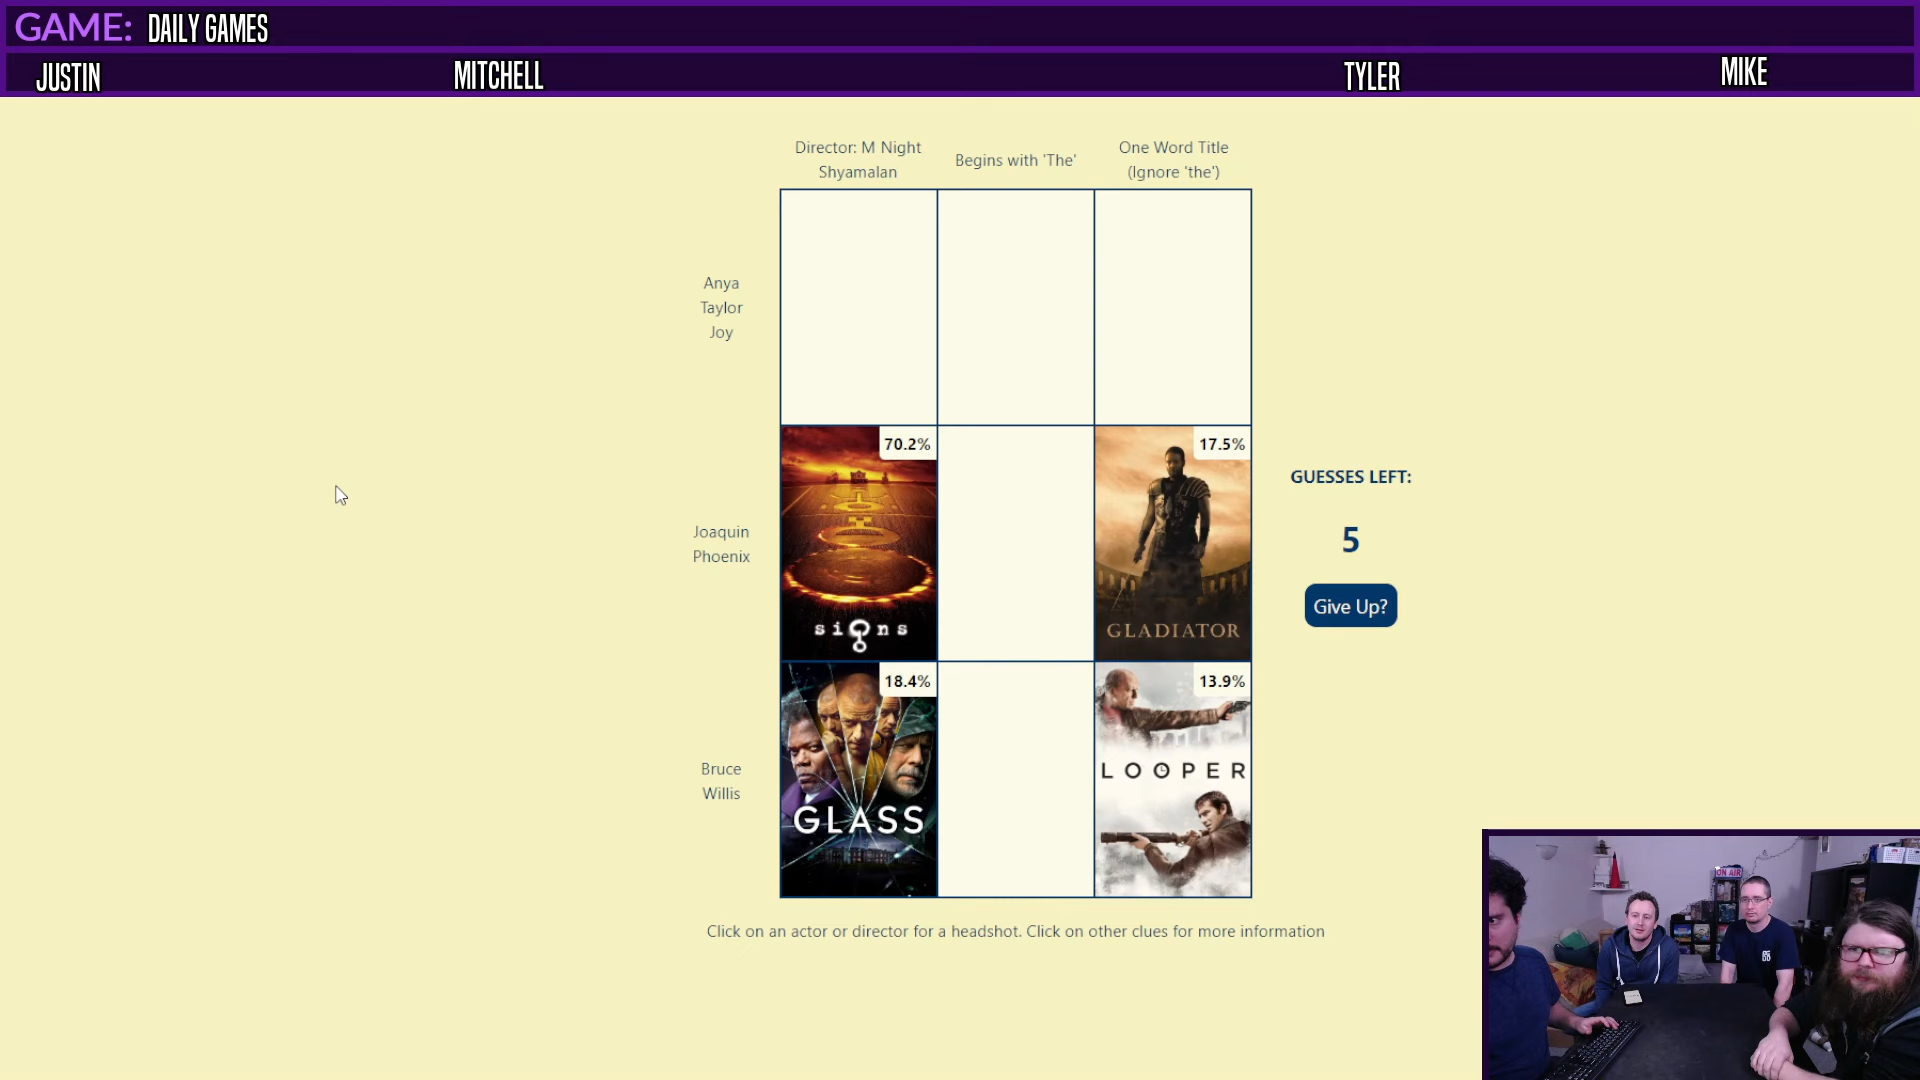 GAME: DAILY GAMES
JUSTIN MITCHELL TYLER MIKE
Director: M Night
Shyamalan
Begins with 'The'
One Word Title
(Ignore 'the')
Anya
Taylor
Joy
70.2%
signs
17.5%
GLADIATOR
Joaquin
Phoenix
GUESSES LEFT:
5
Give Up?
18.4%
GLASS
13.9%
LOOPER
Bruce
Willis
Click on an actor or director for a headshot. Click on other clues for more information
ON AIR